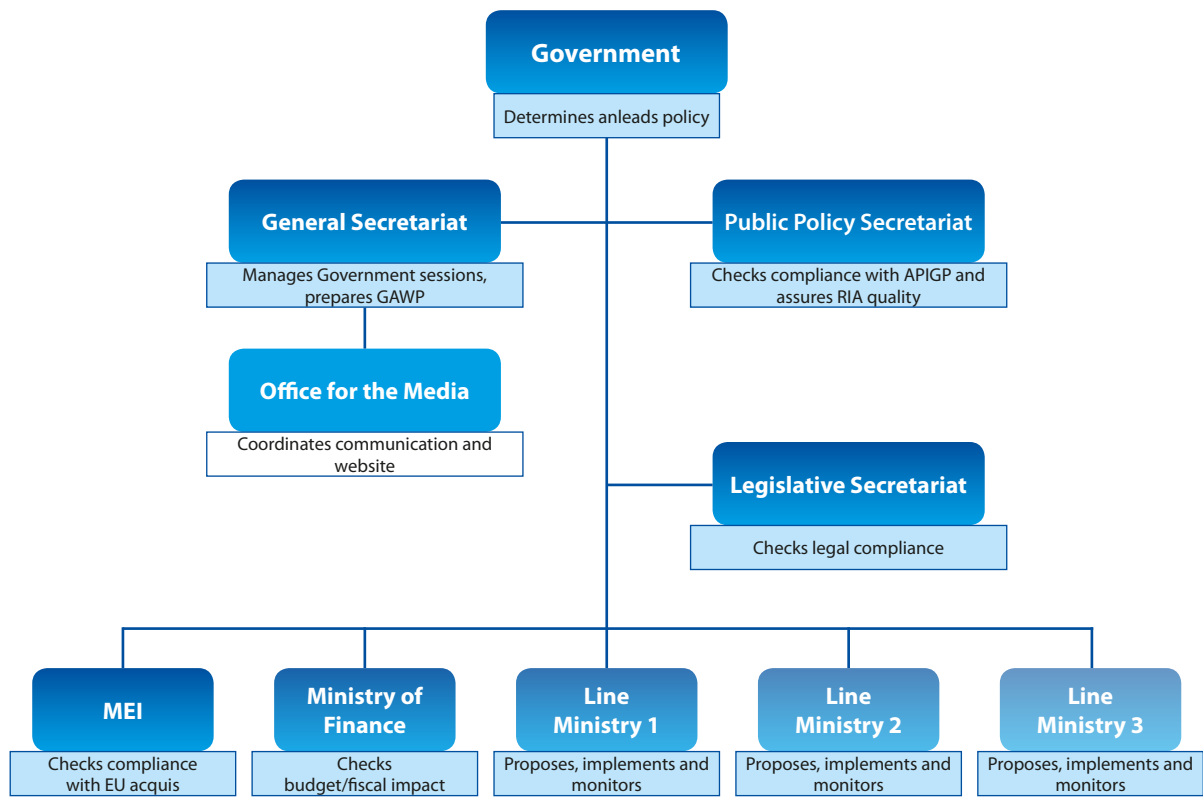 Government
Determines anleads policy
General Secretariat
Manages Government sessions,
prepares GAWP
Public Policy Secretariat
Checks compliance with APIGP and
assures RIA quality
Office for the Media
Coordinates communication and
website
Legislative Secretariat
Checks legal compliance
MEI
Checks compliance
with EU acquis
Ministry of
Finance
Checks
budget/fiscal impact
Line
Ministry 1
Proposes, implements and
monitors
Line
Ministry 2
Proposes, implements and
monitors
Line
Ministry 3
Proposes, implements and
monitors